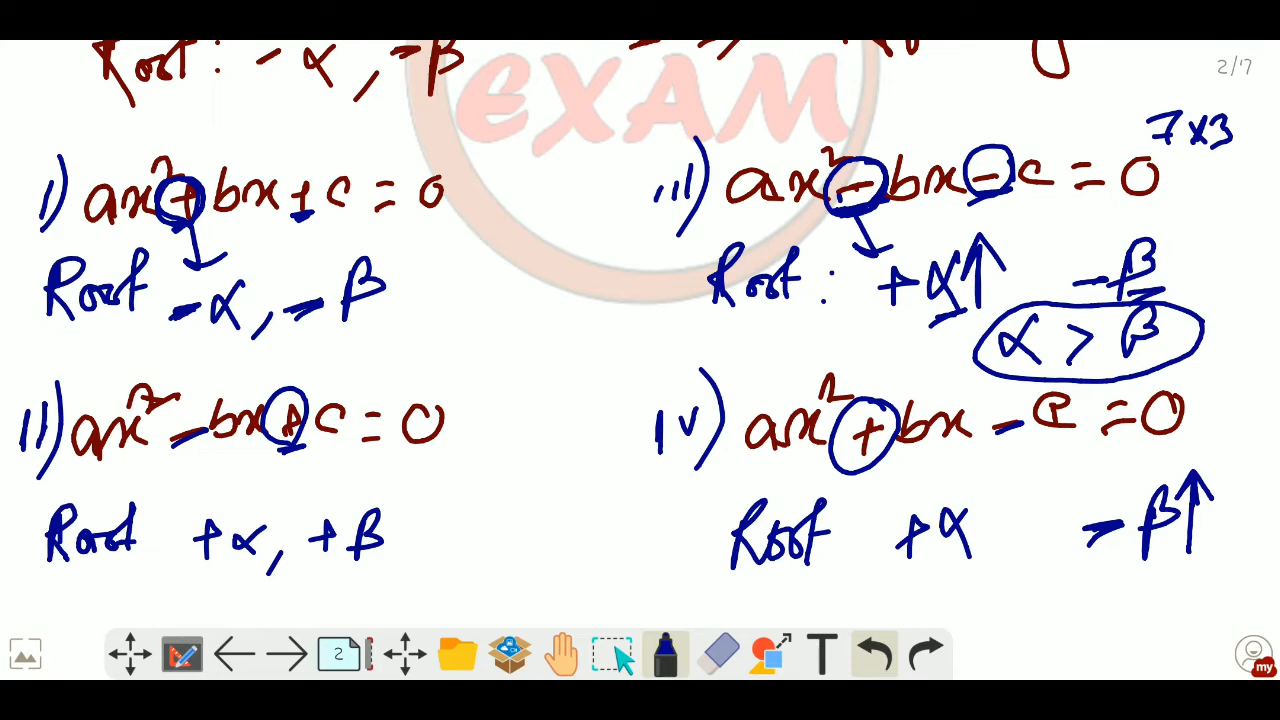 Root : - α, - β
2/7
EXAM
i) ax² + bx + c = 0
Root - α, - β
ii) ax² - bx + c = 0
Root + α, + β
7 x 3
iii) ax² - bx - c = 0
Root : + α ↑ - β
α > β
iv) ax² + bx - c = 0
Root + α - β ↑
2
T
my